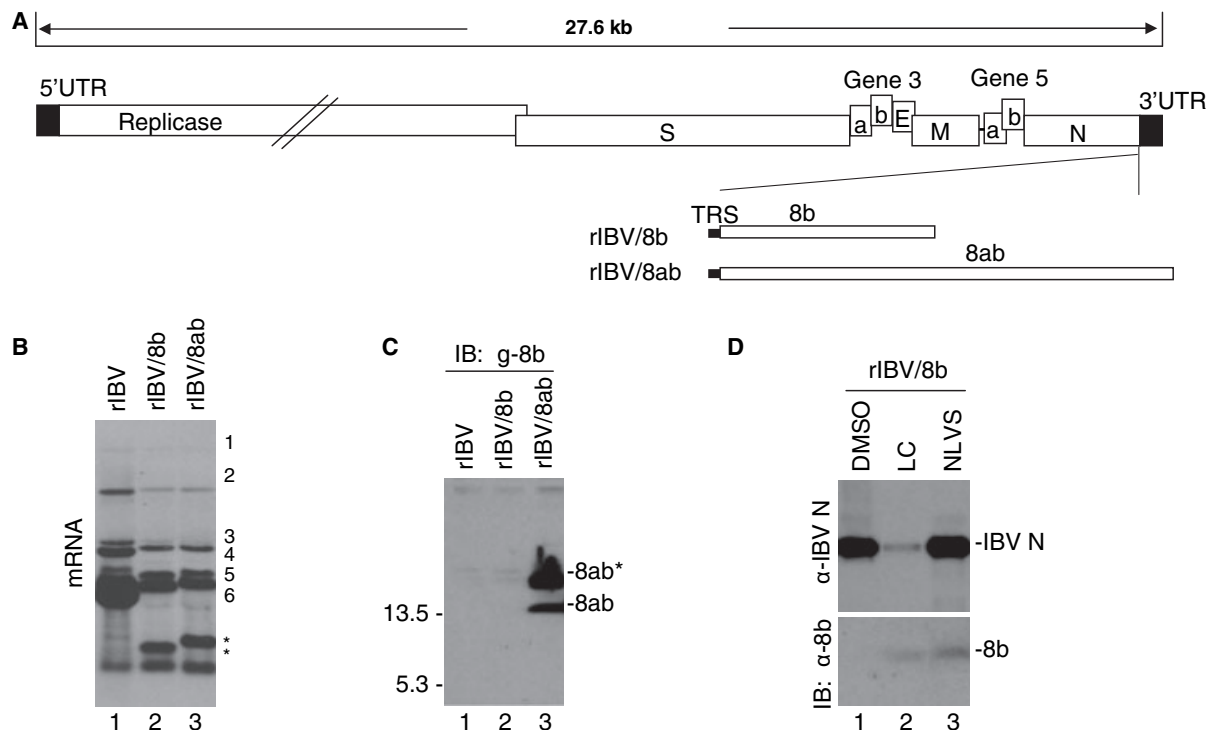 A
27.6 kb
5'UTR
Gene 3
Gene 5
3'UTR
Replicase
S
a
b
E
M
a
b
N
TRS
8b
rIBV/8b
8ab
rIBV/8ab
B
rIBV
rIBV/8b
rIBV/8ab
mRNA
1
2
3
4
5
6
*
*
1 2 3
C
IB: g-8b
rIBV
rIBV/8b
rIBV/8ab
-8ab*
-8ab
13.5 -
5.3 -
1 2 3
D
rIBV/8b
DMSO
LC
NLVS
α-IBV N
-IBV N
IB: α-8b
-8b
1 2 3